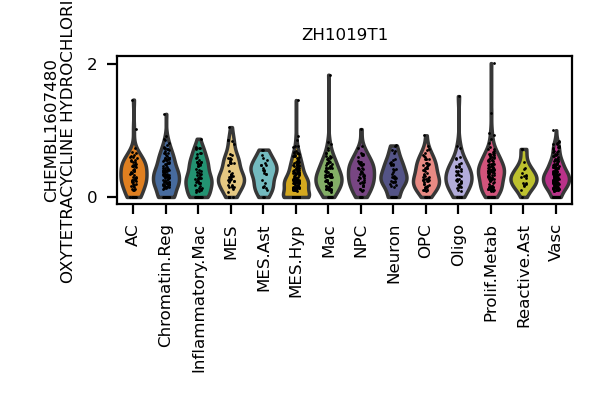 ZH1019T1
CHEMBL1607480
OXYTETRACYCLINE HYDROCHLORI
2
0
AC
Chromatin.Reg
Inflammatory.Mac
MES
MES.Ast
MES.Hyp
Mac
NPC
Neuron
OPC
Oligo
Prolif.Metab
Reactive.Ast
Vasc